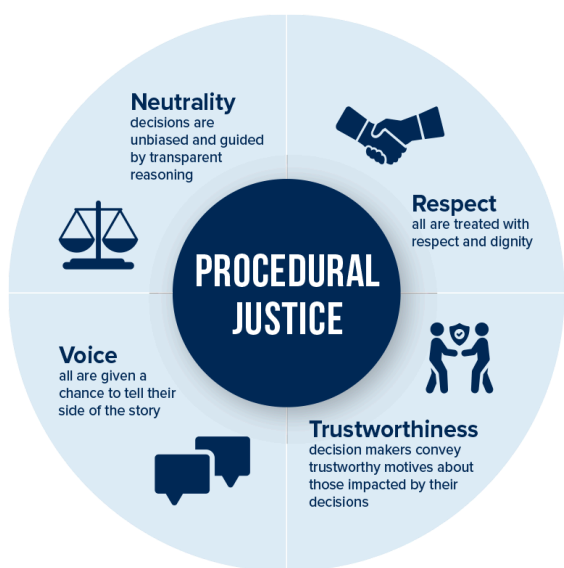 Neutrality
decisions are
unbiased and guided
by transparent
reasoning
Respect
all are treated with
respect and dignity
PROCEDURAL
JUSTICE
Voice
all are given a
chance to tell their
side of the story
Trustworthiness
decision makers convey
trustworthy motives about
those impacted by their
decisions